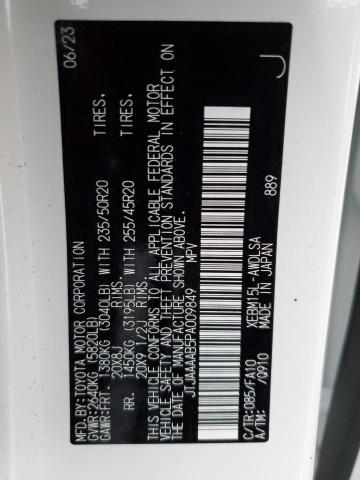 MFD.BY:TOYOTA MOTOR CORPORATION 06/23
GVWR:2640KG (5820LB)
GAWR:FRT. 1380KG (3040LB) WITH 235/50R20 TIRES.
20X8J RIMS
RR. 1450KG (3195LB) WITH 255/45R20 TIRES.
RIMS
THIS VEHICLE CONFORMS TO ALL APPLICABLE FEDERAL MOTOR
VEHICLE SAFETY AND THEFT PREVENTION STANDARDS IN EFFECT ON
THE DATE OF MANUFACTURE SHOWN ABOVE.
JTJAAAAB5PA009849 MPV
C/TR:085/FA10 XEBM15L-AWDLSA 889
A/TM: /0910 MADE IN JAPAN J